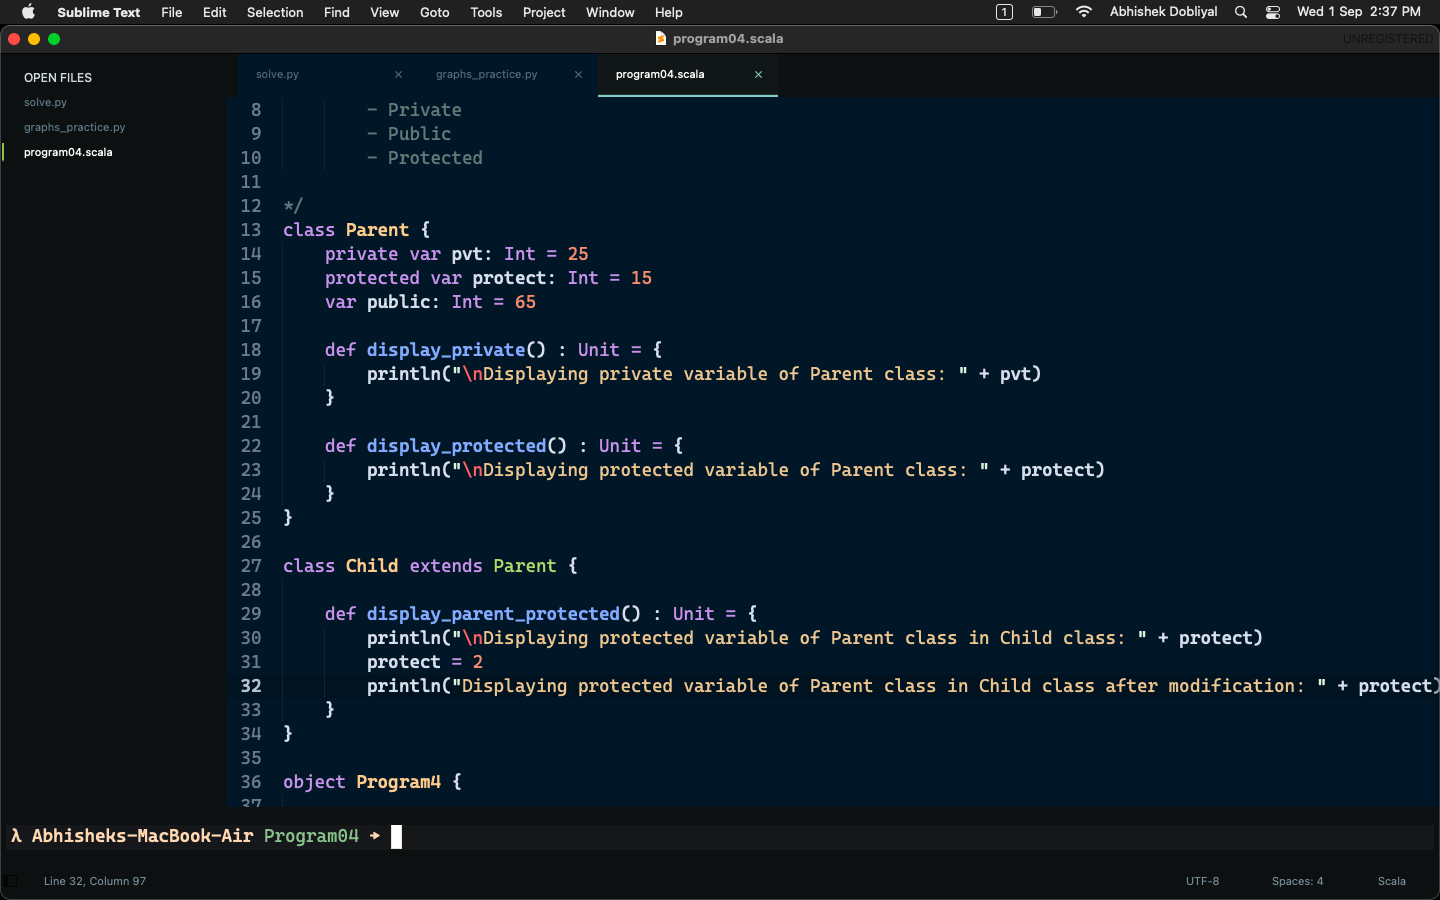 Sublime Text File Edit Selection Find View Goto Tools Project Window Help 1 Abhishek Dobliyal Wed 1 Sep 2:37 PM
program04.scala UNREGISTERED
OPEN FILES
solve.py
graphs_practice.py
program04.scala
solve.py × graphs_practice.py × program04.scala ×
8 - Private
9 - Public
10 - Protected
11
12 */
13 class Parent {
14 private var pvt: Int = 25
15 protected var protect: Int = 15
16 var public: Int = 65
17
18 def display_private() : Unit = {
19 println("\nDisplaying private variable of Parent class: " + pvt)
20 }
21
22 def display_protected() : Unit = {
23 println("\nDisplaying protected variable of Parent class: " + protect)
24 }
25 }
26
27 class Child extends Parent {
28
29 def display_parent_protected() : Unit = {
30 println("\nDisplaying protected variable of Parent class in Child class: " + protect)
31 protect = 2
32 println("Displaying protected variable of Parent class in Child class after modification: " + protect)
33 }
34 }
35
36 object Program4 {
37
λ Abhisheks-MacBook-Air Program04 ➜
Line 32, Column 97 UTF-8 Spaces: 4 Scala